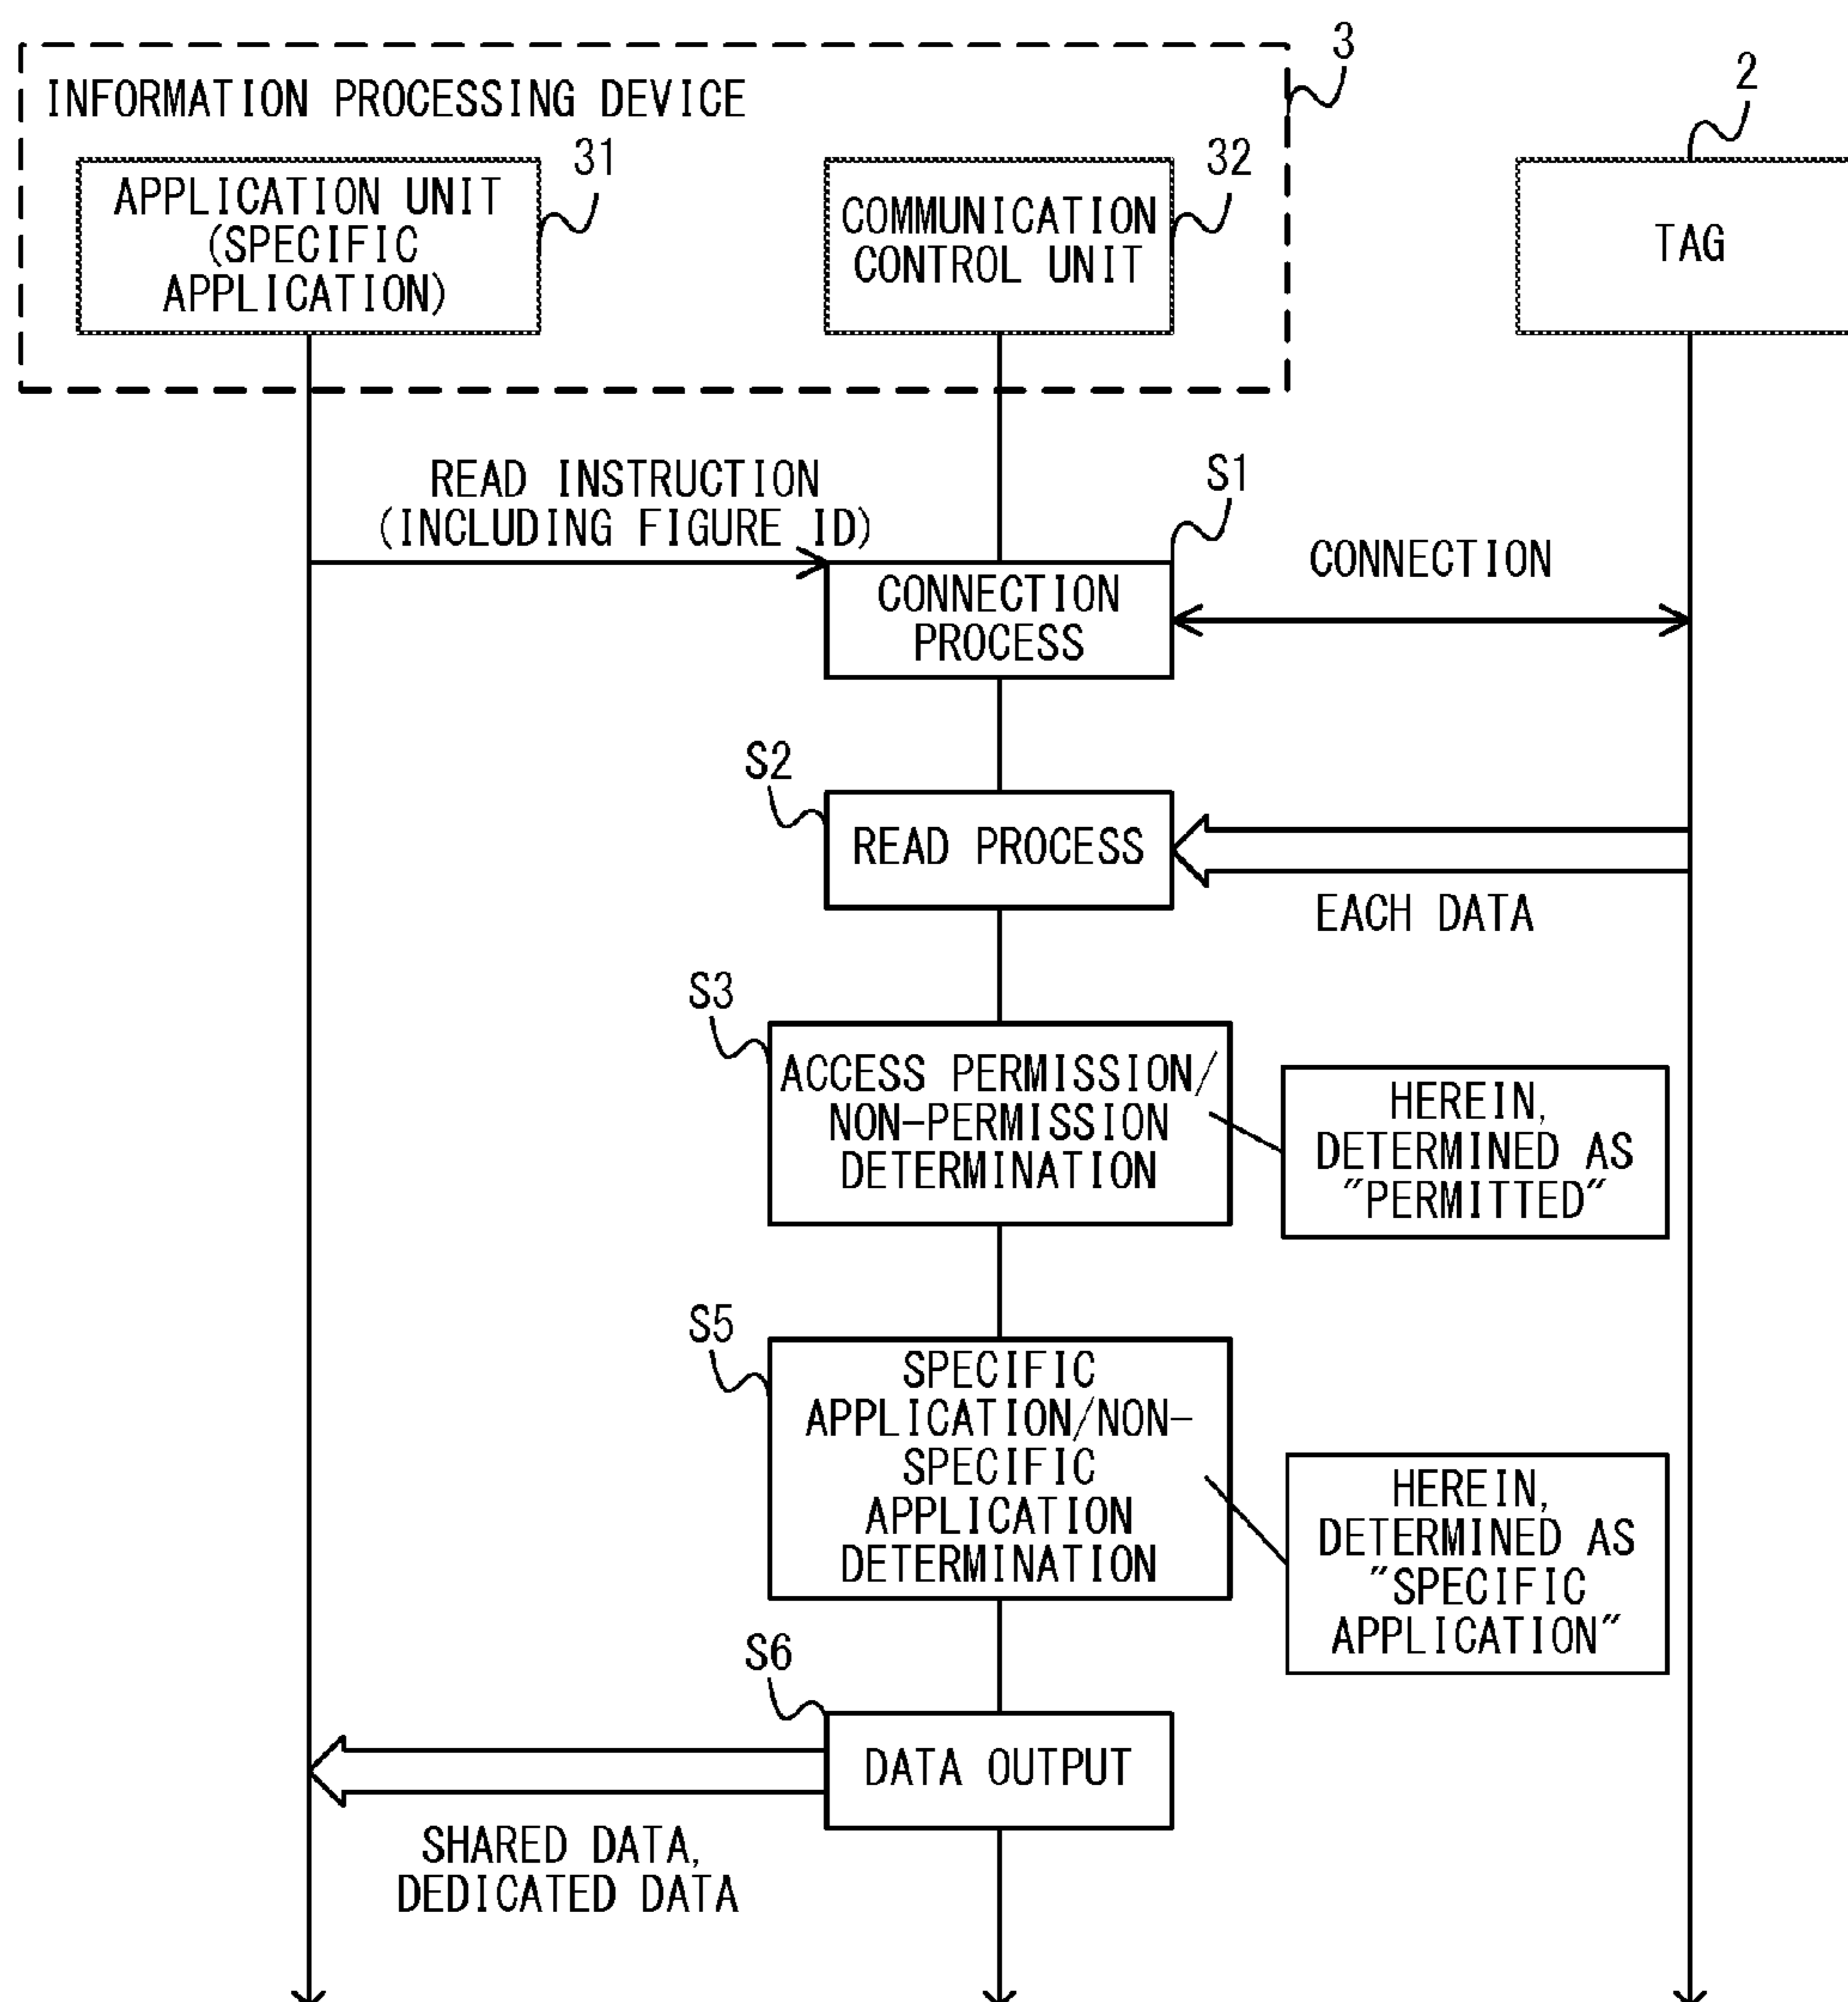 3
2
INFORMATION PROCESSING DEVICE
31
32
APPLICATION UNIT
(SPECIFIC
APPLICATION)
COMMUNICATION
CONTROL UNIT
TAG
READ INSTRUCTION
(INCLUDING FIGURE ID)
S1
CONNECTION
PROCESS
CONNECTION
S2
READ PROCESS
EACH DATA
S3
ACCESS PERMISSION/
NON-PERMISSION
DETERMINATION
HEREIN,
DETERMINED AS
"PERMITTED"
S5
SPECIFIC
APPLICATION/NON-
SPECIFIC
APPLICATION
DETERMINATION
HEREIN,
DETERMINED AS
"SPECIFIC
APPLICATION"
S6
DATA OUTPUT
SHARED DATA,
DEDICATED DATA